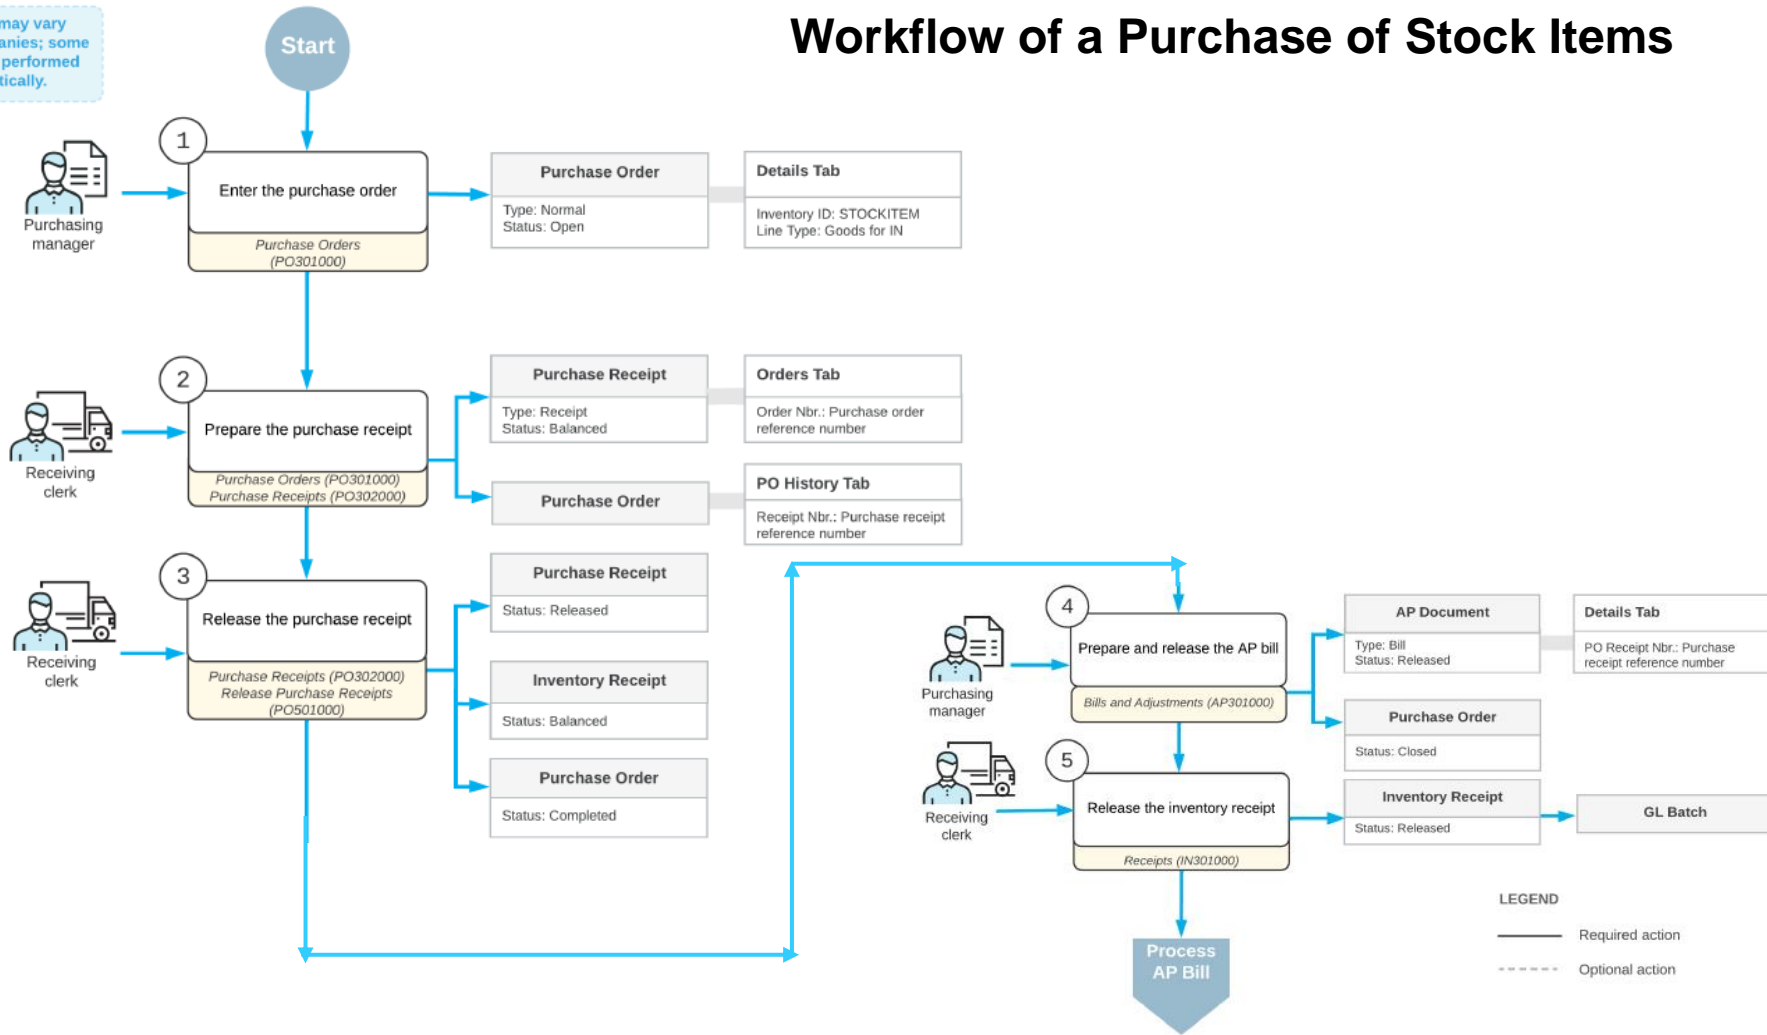 may vary
some
performed
Start
Workflow of a Purchase of Stock Items
1
Enter the purchase order
Purchase Orders
(PO301000)
Purchasing
manager
Purchase Order
Type: Normal
Status: Open
Details Tab
Inventory ID: STOCKITEM
Line Type: Goods for IN
2
Prepare the purchase receipt
Purchase Orders (PO301000)
Purchase Receipts (PO302000)
Receiving
clerk
Purchase Receipt
Type: Receipt
Status: Balanced
Orders Tab
Order Nbr.: Purchase order
reference number
Purchase Order
PO History Tab
Receipt Nbr.: Purchase receipt
reference number
3
Release the purchase receipt
Purchase Receipts (PO302000)
Release Purchase Receipts
(PO501000)
Receiving
clerk
Purchase Receipt
Status: Released
Inventory Receipt
Status: Balanced
Purchase Order
Status: Completed
4
Prepare and release the AP bill
Bills and Adjustments (AP301000)
Purchasing
manager
AP Document
Type: Bill
Status: Released
Details Tab
PO Receipt Nbr.: Purchase
receipt reference number
Purchase Order
Status: Closed
5
Release the inventory receipt
Receipts (IN301000)
Receiving
clerk
Inventory Receipt
Status: Released
GL Batch
Process
AP Bill
LEGEND
Required action
Optional action